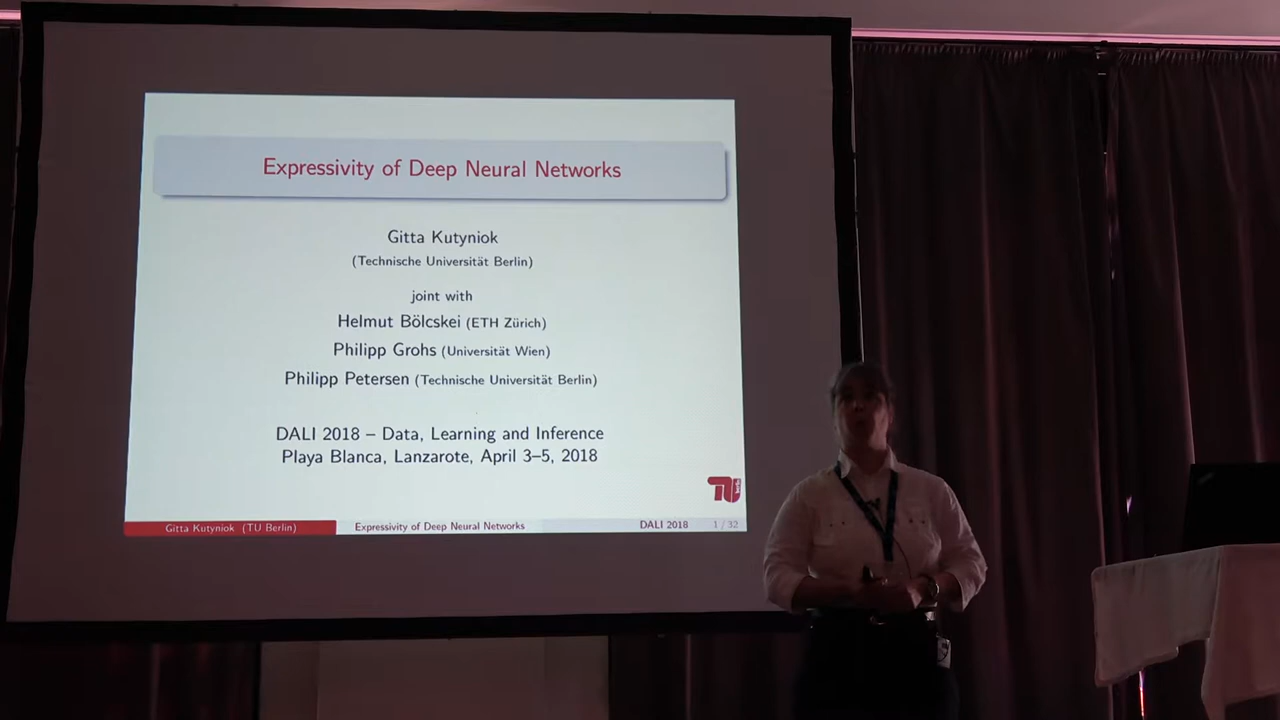 Expressivity of Deep Neural Networks
Gitta Kutyniok
(Technische Universität Berlin)
joint with
Helmut Bölcskei (ETH Zürich)
Philipp Grohs (Universität Wien)
Philipp Petersen (Technische Universität Berlin)
DALI 2018 – Data, Learning and Inference
Playa Blanca, Lanzarote, April 3–5, 2018
TU
Gitta Kutyniok (TU Berlin) Expressivity of Deep Neural Networks DALI 2018 1 / 32